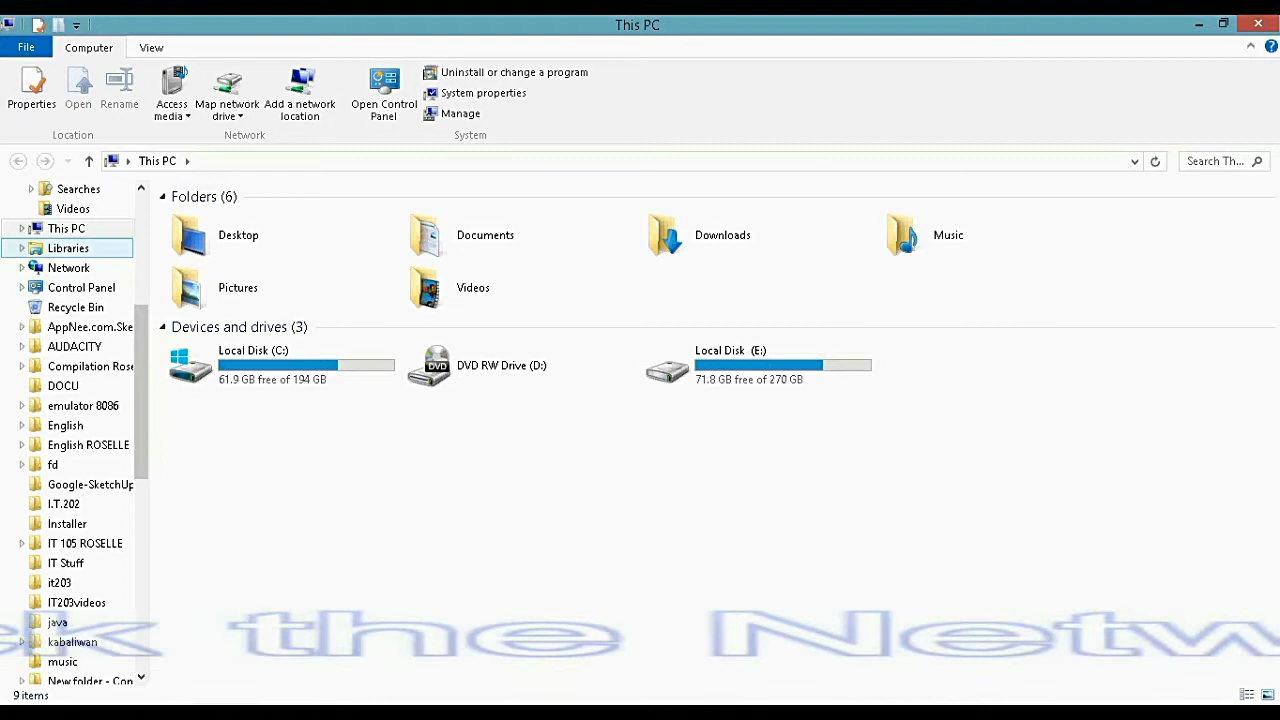 This PC
File
Computer
View
Properties
Open
Rename
Access media
Map network drive
Add a network location
Open Control Panel
Uninstall or change a program
System properties
Manage
Location
Network
System
This PC
Search Th...
Searches
Videos
This PC
Libraries
Network
Control Panel
Recycle Bin
AppNee.com.Ske
AUDACITY
Compilation Rose
DOCU
emulator 8086
English
English ROSELLE
fd
Google-SketchUp
I.T.202
Installer
IT 105 ROSELLE
IT Stuff
it203
IT203videos
java
kabaliwan
music
New folder - Con
Folders (6)
Desktop
Documents
Downloads
Music
Pictures
Videos
Devices and drives (3)
Local Disk (C:)
61.9 GB free of 194 GB
DVD RW Drive (D:)
Local Disk (E:)
71.8 GB free of 270 GB
ek the Netw
9 items